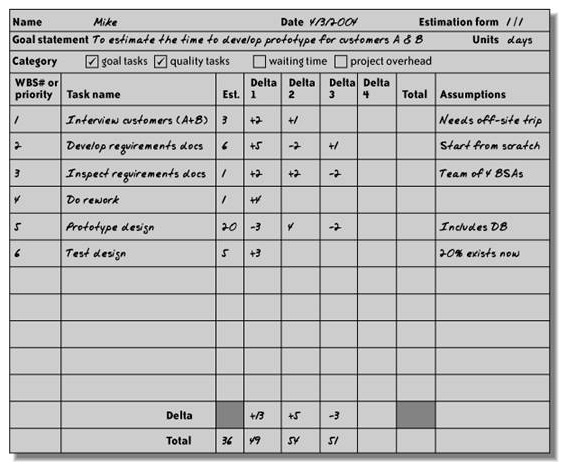 Name Mike Date 4/3/2004 Estimation form 1/1
Goal statement To estimate the time to develop prototype for customers A & B Units days
Category ✓ goal tasks ✓ quality tasks waiting time project overhead
WBS# or priority Task name Est. Delta 1 Delta 2 Delta 3 Delta 4 Total Assumptions
1 Interview customers (A+B) 3 +2 +1 Needs off-site trip
2 Develop requirements docs 6 +5 -2 +1 Start from scratch
3 Inspect requirements docs 1 +2 +2 -2 Team of 4 BSAs
4 Do rework 1 +4
5 Prototype design 20 -3 4 -2 Includes DB
6 Test design 5 +3 20% exists now
Delta +13 +5 -3
Total 36 49 54 51